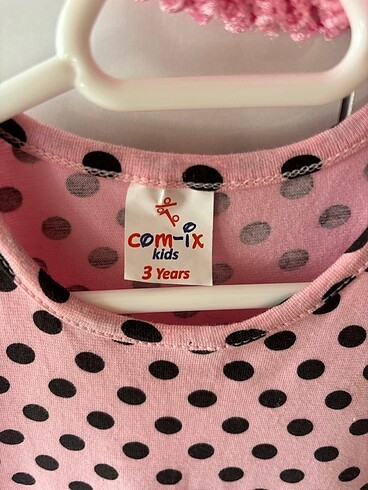 com-ix
kids
3 Years